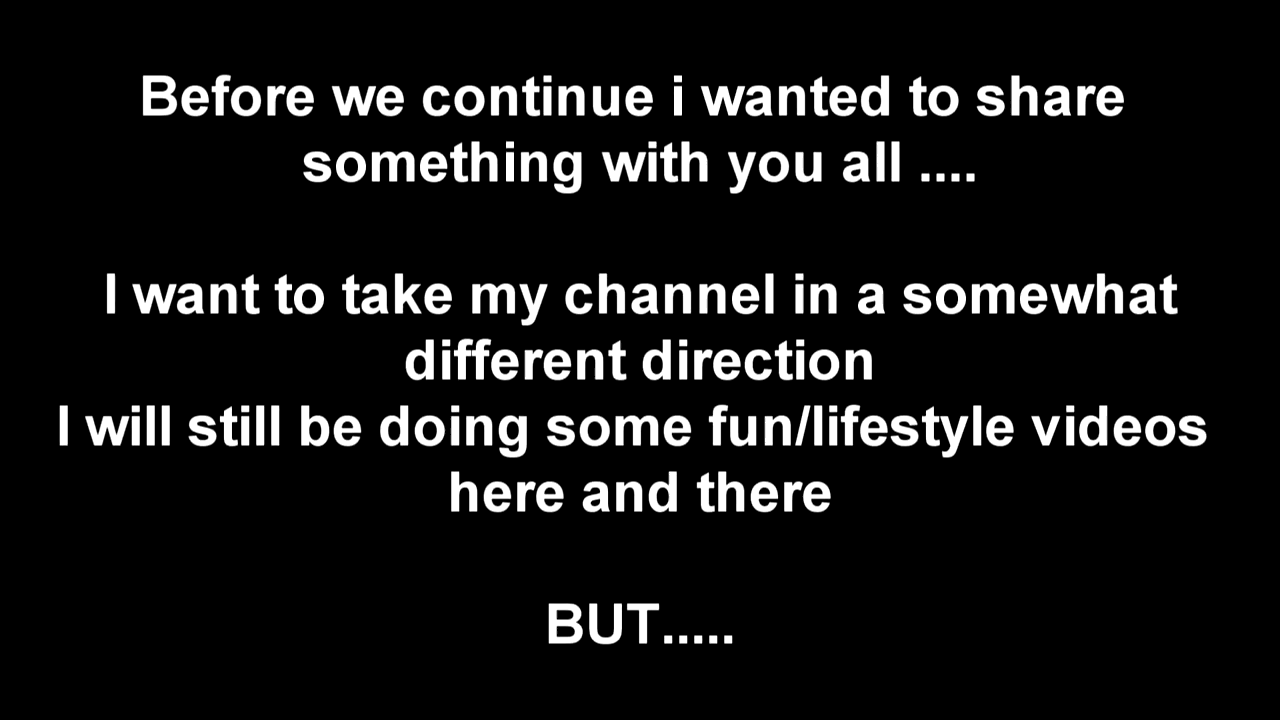 Before we continue i wanted to share
something with you all ....
I want to take my channel in a somewhat
different direction
I will still be doing some fun/lifestyle videos
here and there
BUT.....